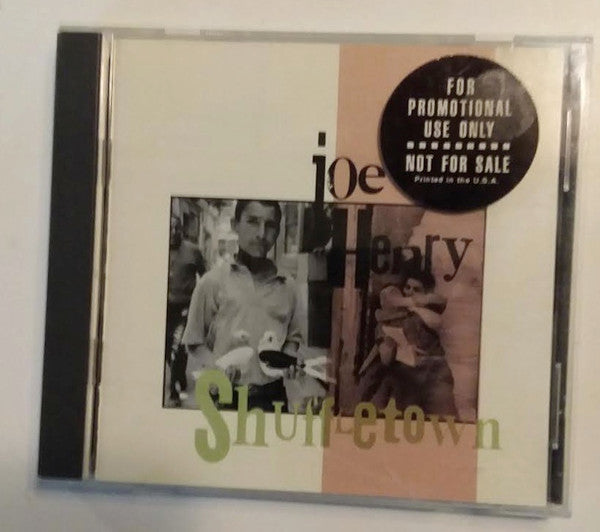 FOR
PROMOTIONAL
USE ONLY
NOT FOR SALE
Printed in the U.S.A.
joe
Henry
Shuffletown